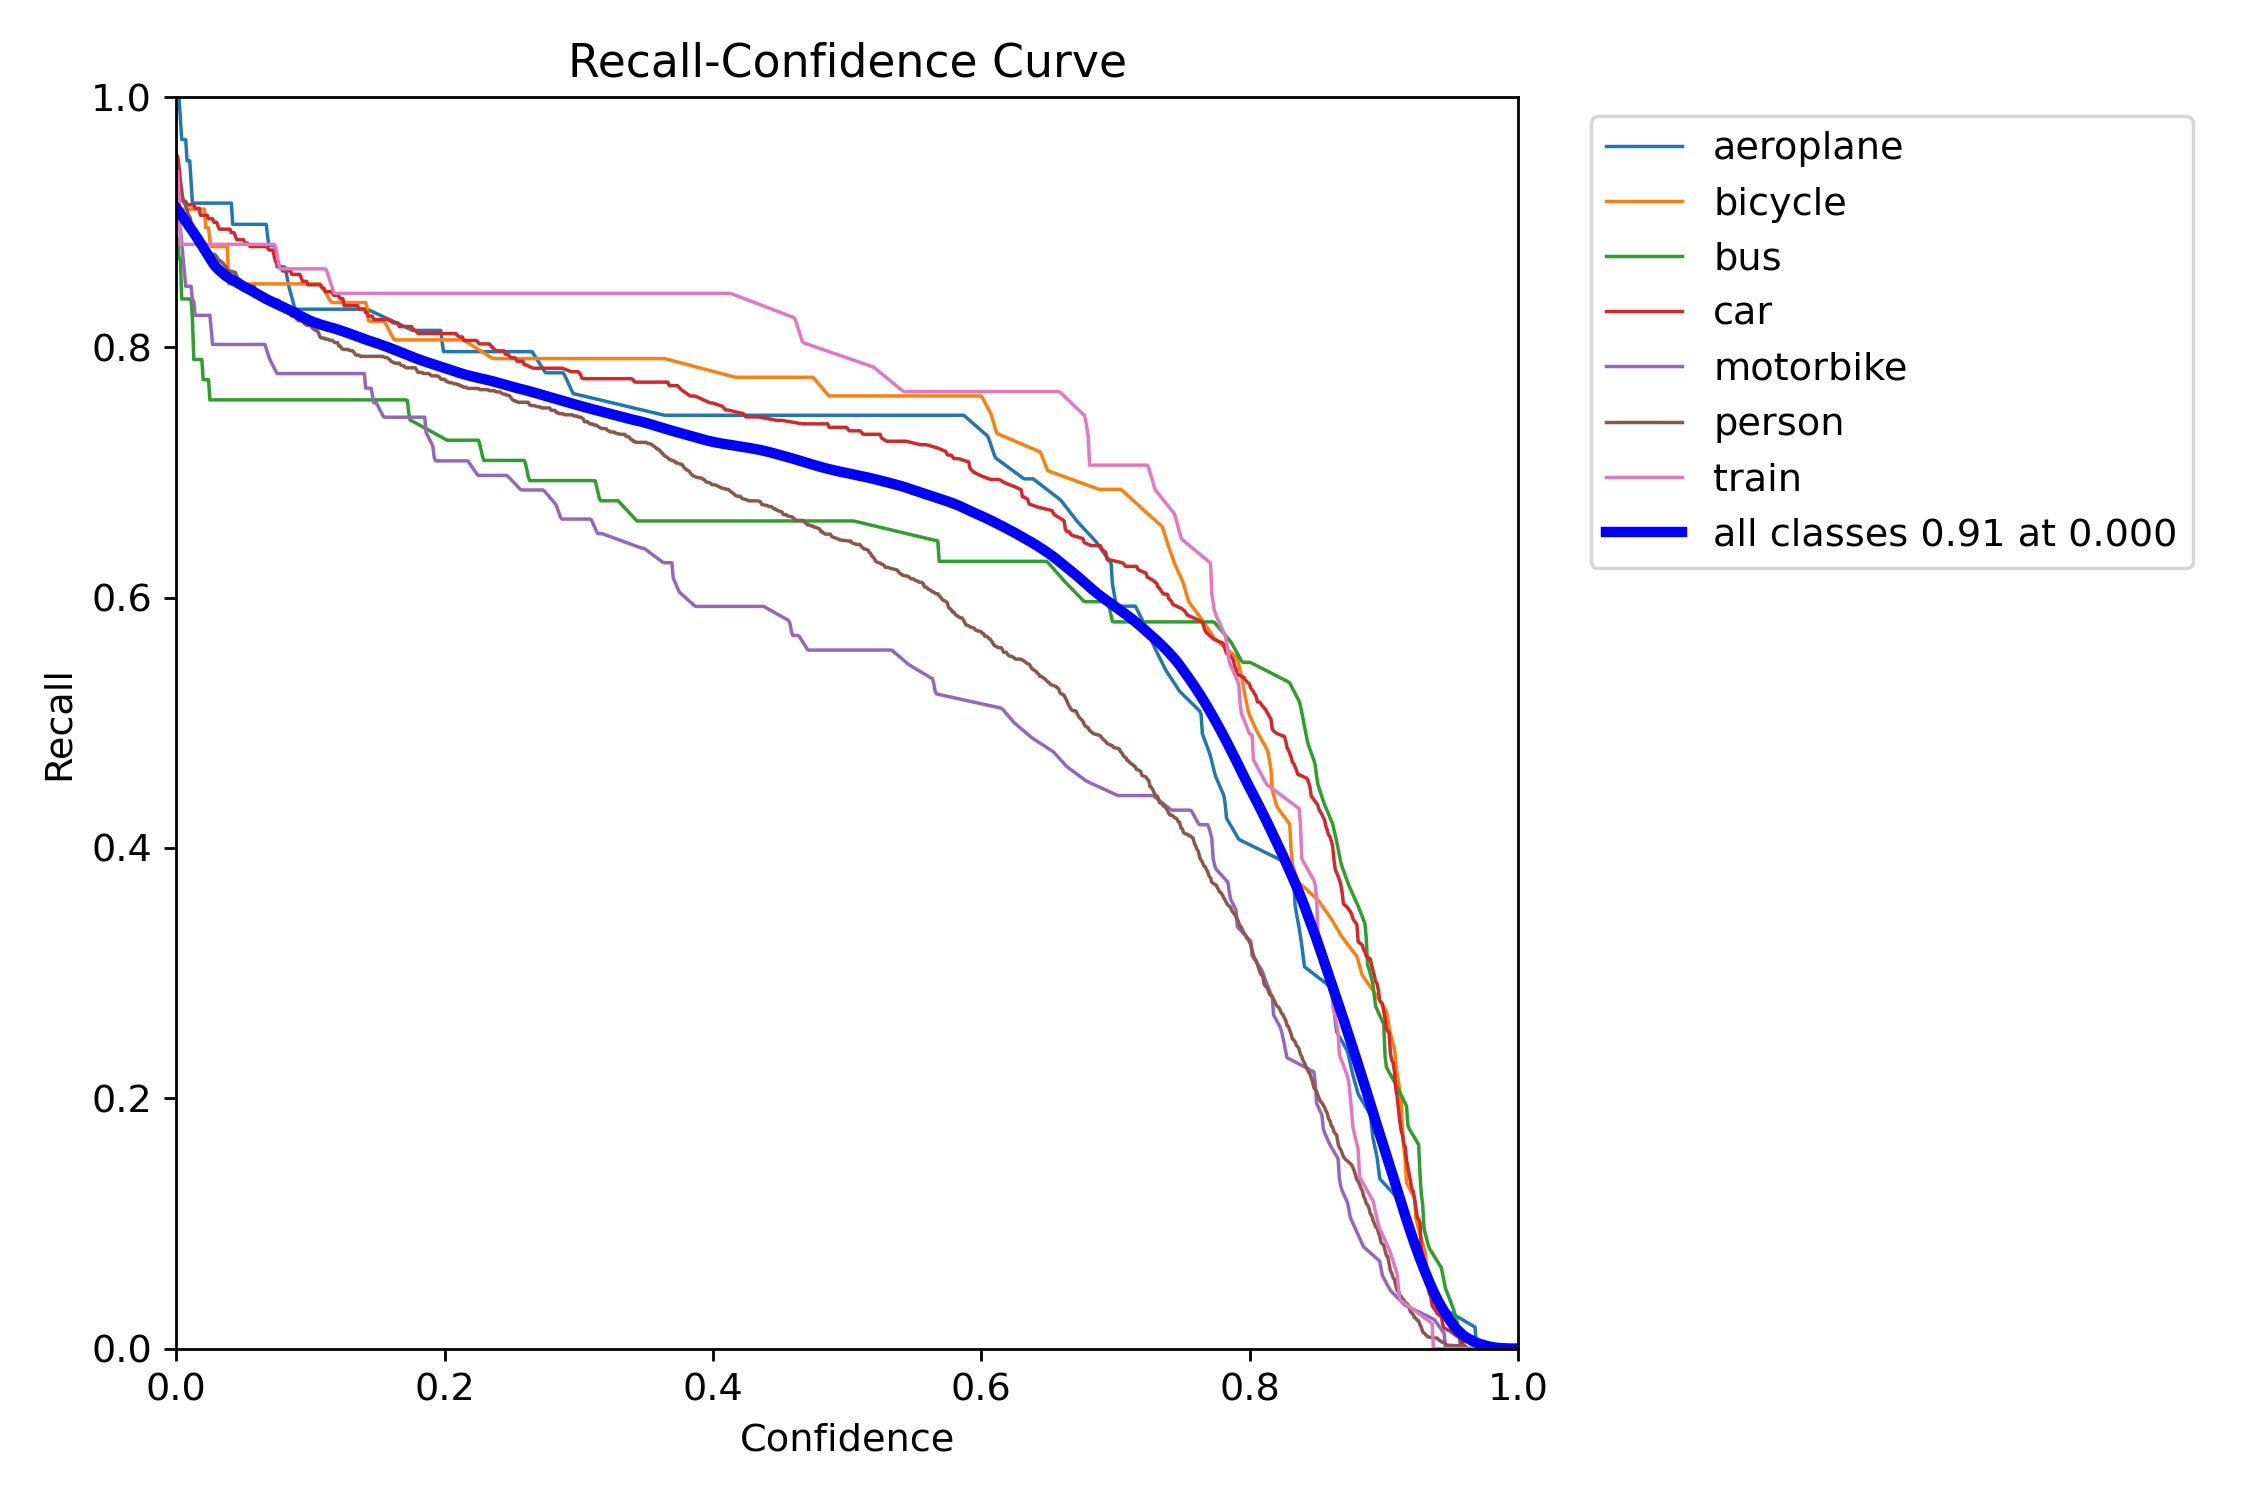 Recall-Confidence Curve
1.0
0.8
0.6
0.4
0.2
0.0
Recall
0.0 0.2 0.4 0.6 0.8 1.0
Confidence
aeroplane
bicycle
bus
car
motorbike
person
train
all classes 0.91 at 0.000